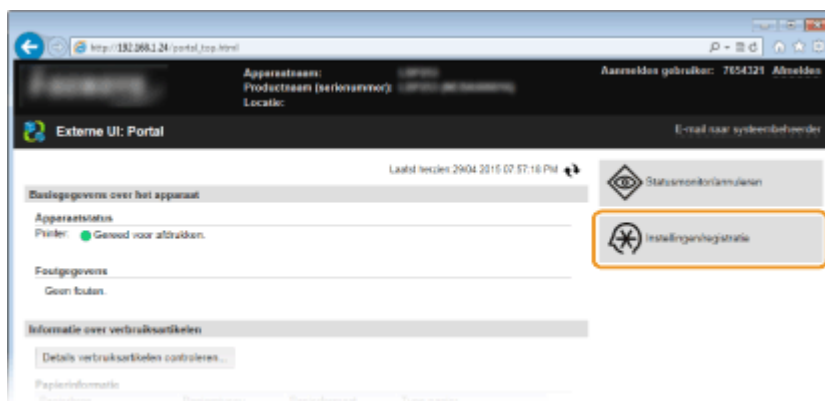 http://192.168.1.24/portal_top.html
Apparaatnaam:
Productnaam (serienummer):
Locatie:
Aanmelden gebruiker: 7654321 Afmelden
Externe UI: Portal
E-mail naar systeembeheerder
Laatst herzien 29/04 2015 07:57:18 PM
Basisgegevens over het apparaat
Apparaatstatus
Printer: Gereed voor afdrukken.
Foutgegevens
Geen fouten.
Informatie over verbruiksartikelen
Details verbruiksartikelen controleren...
Papierinformatie
Statusmonitor/annuleren
Instellingen/registratie